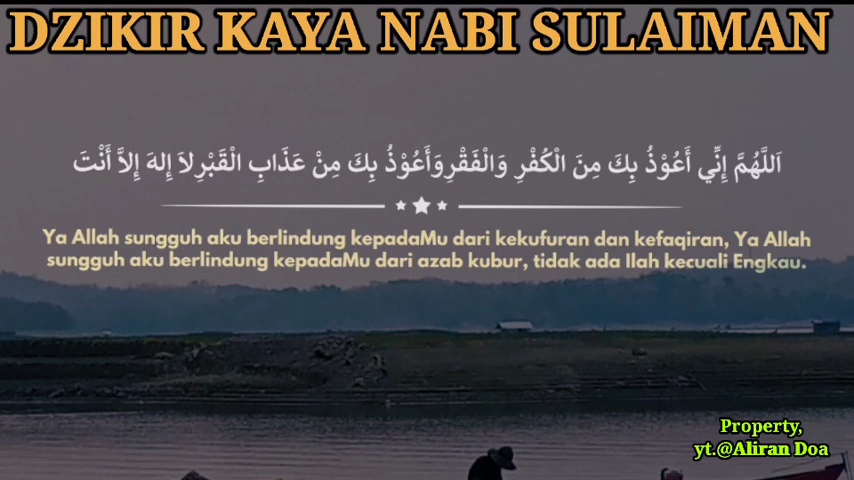 DZIKIR KAYA NABI SULAIMAN
اَللَّهُمَّ إِنِّي أَعُوْذُ بِكَ مِنَ الْكُفْرِ وَالْفَقْرِوَأَعُوْذُ بِكَ مِنْ عَذَابِ الْقَبْرِلاَ إِلهَ إِلاَّ أَنْتَ
Ya Allah sungguh aku berlindung kepadaMu dari kekufuran dan kefaqiran, Ya Allah
sungguh aku berlindung kepadaMu dari azab kubur, tidak ada Ilah kecuali Engkau.
Property,
yt.@Aliran Doa